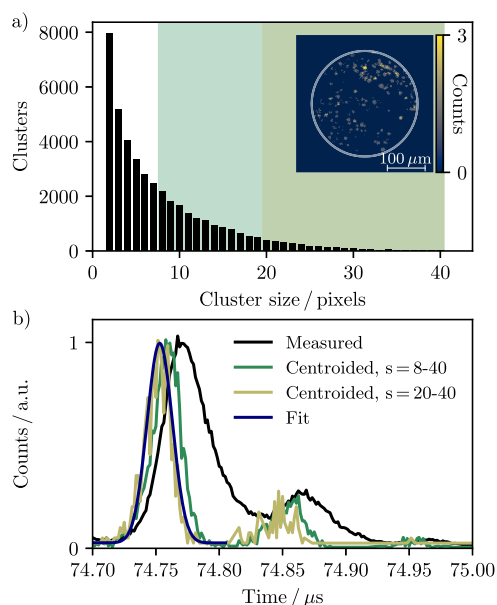 a)
8000
6000
4000
2000
0
Clusters
0 10 20 30 40
Cluster size / pixels
3
Counts
0
100 μm
b)
Measured
Centroided, s = 8-40
Centroided, s = 20-40
Fit
1
0
Counts / a.u.
74.70 74.75 74.80 74.85 74.90 74.95 75.00
Time / μs